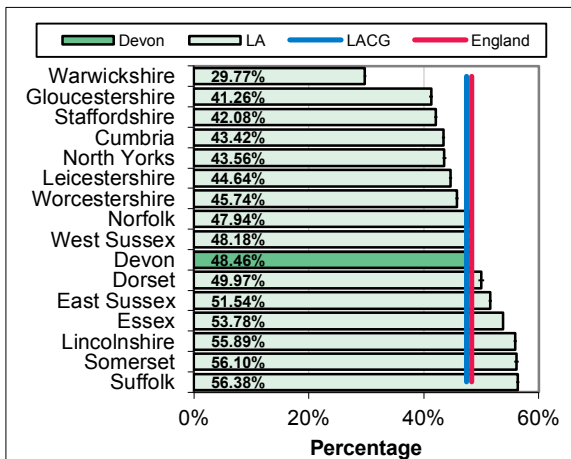 Devon LA LACG England
Warwickshire 29.77%
Gloucestershire 41.26%
Staffordshire 42.08%
Cumbria 43.42%
North Yorks 43.56%
Leicestershire 44.64%
Worcestershire 45.74%
Norfolk 47.94%
West Sussex 48.18%
Devon 48.46%
Dorset 49.97%
East Sussex 51.54%
Essex 53.78%
Lincolnshire 55.89%
Somerset 56.10%
Suffolk 56.38%
0% 20% 40% 60%
Percentage